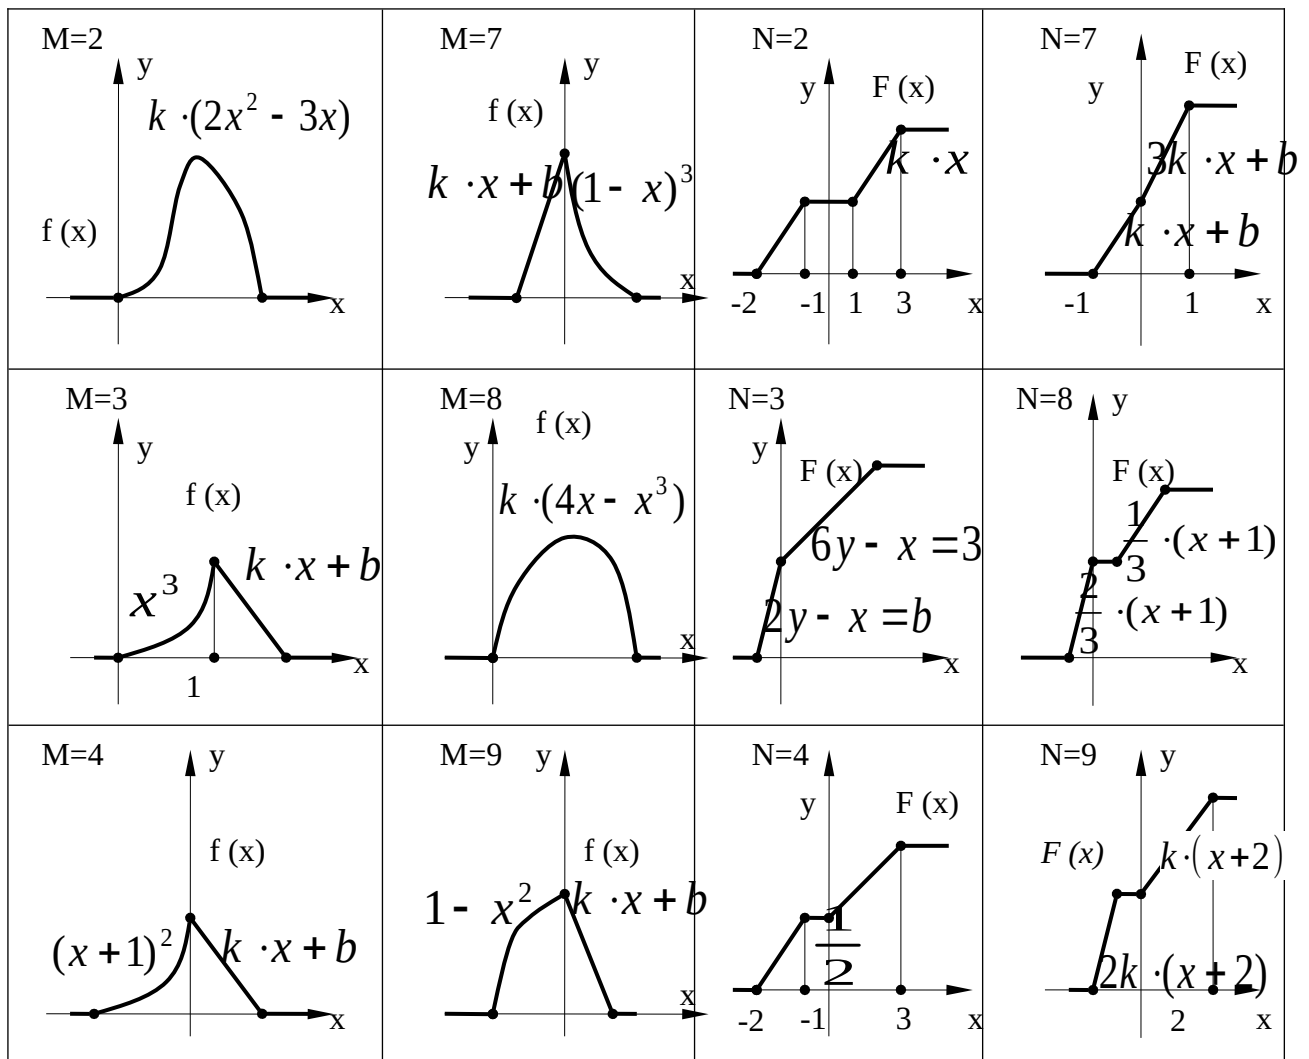 M=2
y
k ·(2x² - 3x)
f (x)
x
M=7
y
f (x)
k ·x + b
(1- x)³
x
N=2
y
F (x)
k ·x
-2
-1
1
3
x
N=7
F (x)
y
3k ·x + b
k ·x + b
-1
1
x
M=3
y
f (x)
x³
k ·x + b
x
1
M=8
f (x)
y
k ·(4x - x³)
x
N=3
y
F (x)
6y - x =3
2y - x =b
x
N=8
y
F (x)
1/3 ·(x +1)
2/3 ·(x +1)
x
M=4
y
f (x)
(x +1)²
k ·x + b
x
M=9
y
f (x)
1- x²
k ·x + b
x
N=4
y
F (x)
1/2
-2
-1
3
x
N=9
y
F (x)
k·(x+2)
2k ·(x + 2)
2
x